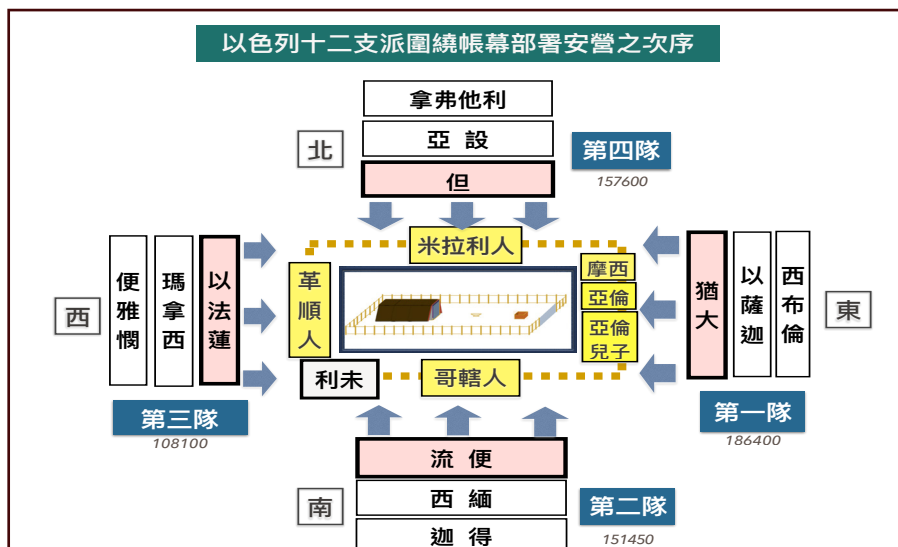 以色列十二支派圍繞帳幕部署安營之次序
拿弗他利
北
亞設
第四隊
157600
但
米拉利人
便雅憫
瑪拿西
以法蓮
西
革順人
摩西
亞倫
亞倫
兒子
猶大
以薩迦
西布倫
東
利未
哥轄人
第三隊
108100
第一隊
186400
流便
南
西緬
第二隊
151450
迦得